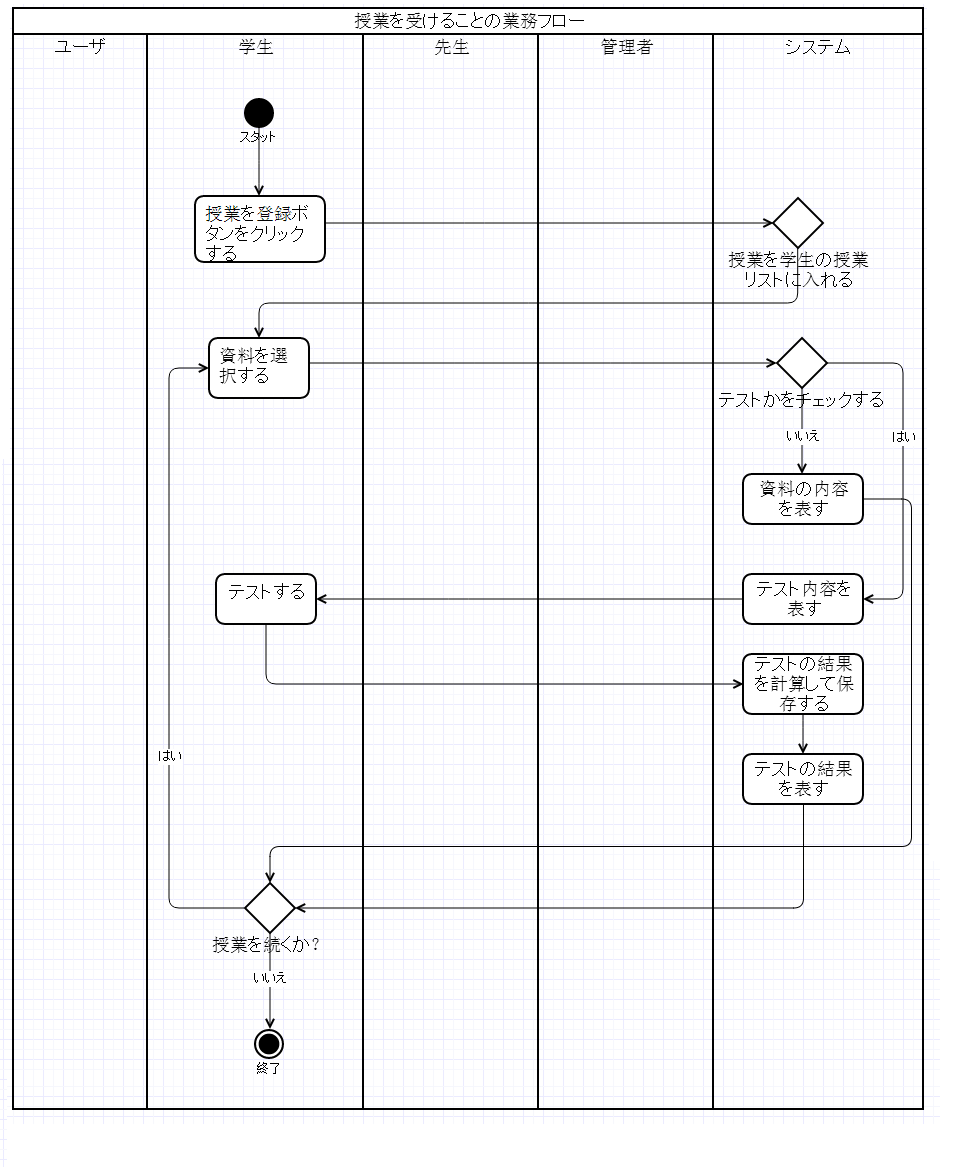 授業を受けることの業務フロー
ユーザ
学生
先生
管理者
システム
スタット
授業を登録ボ
タンをクリック
する
授業を学生の授業
リストに入れる
資料を選
択する
テストかをチェックする
いいえ
はい
資料の内容
を表す
テストする
テスト内容を
表す
テストの結果
を計算して保
存する
はい
テストの結果
を表す
授業を続くか?
いいえ
終了